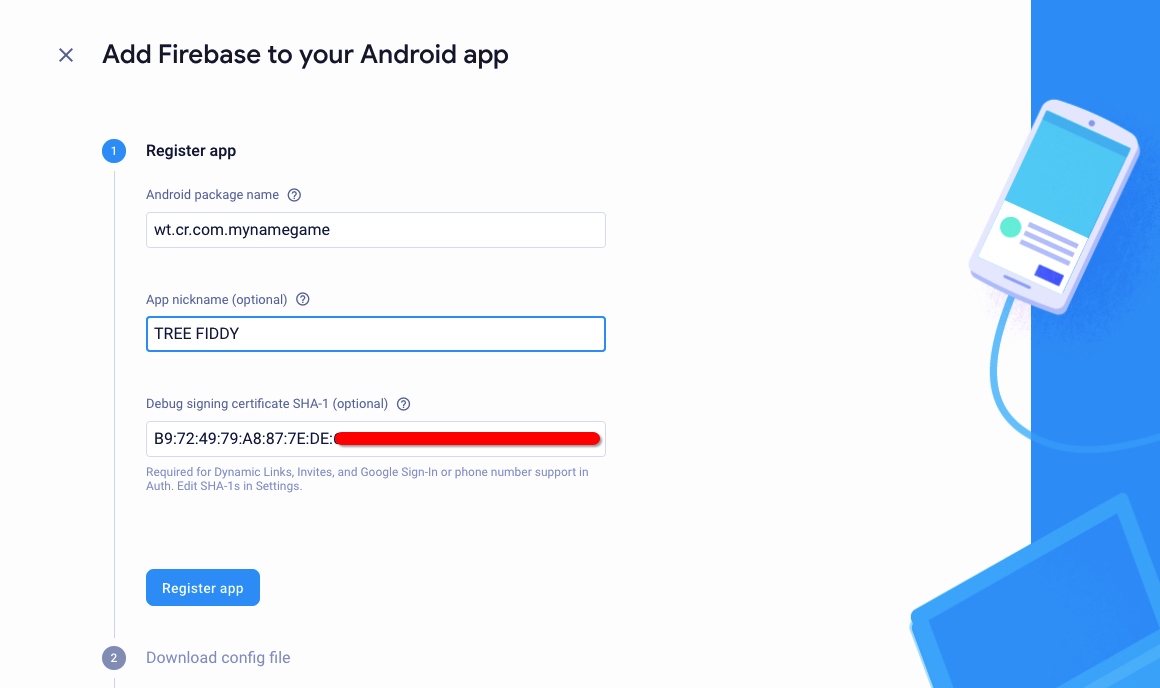 Add Firebase to your Android app
1
Register app
Android package name
wt.cr.com.mynamegame
App nickname (optional)
TREE FIDDY
Debug signing certificate SHA-1 (optional)
B9:72:49:79:A8:87:7E:DE:
Required for Dynamic Links, Invites, and Google Sign-In or phone number support in
Auth. Edit SHA-1s in Settings.
Register app
2
Download config file